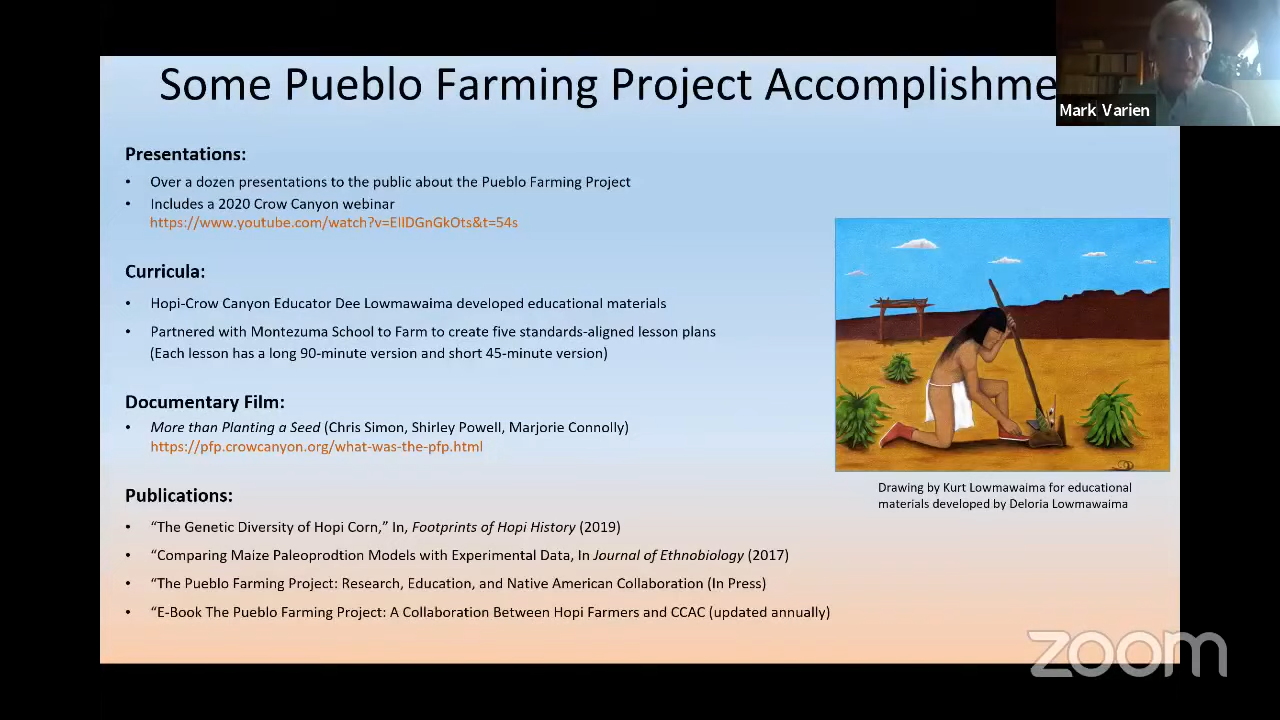 Some Pueblo Farming Project Accomplishme
Mark Varien
Presentations:
• Over a dozen presentations to the public about the Pueblo Farming Project
• Includes a 2020 Crow Canyon webinar
https://www.youtube.com/watch?v=EllDGnGkOts&t=54s
Curricula:
• Hopi-Crow Canyon Educator Dee Lowmawaima developed educational materials
• Partnered with Montezuma School to Farm to create five standards-aligned lesson plans
(Each lesson has a long 90-minute version and short 45-minute version)
Documentary Film:
• More than Planting a Seed (Chris Simon, Shirley Powell, Marjorie Connolly)
https://pfp.crowcanyon.org/what-was-the-pfp.html
Drawing by Kurt Lowmawaima for educational
materials developed by Deloria Lowmawaima
Publications:
• “The Genetic Diversity of Hopi Corn,” In, Footprints of Hopi History (2019)
• “Comparing Maize Paleoprodtion Models with Experimental Data, In Journal of Ethnobiology (2017)
• “The Pueblo Farming Project: Research, Education, and Native American Collaboration (In Press)
• “E-Book The Pueblo Farming Project: A Collaboration Between Hopi Farmers and CCAC (updated annually)
zoom